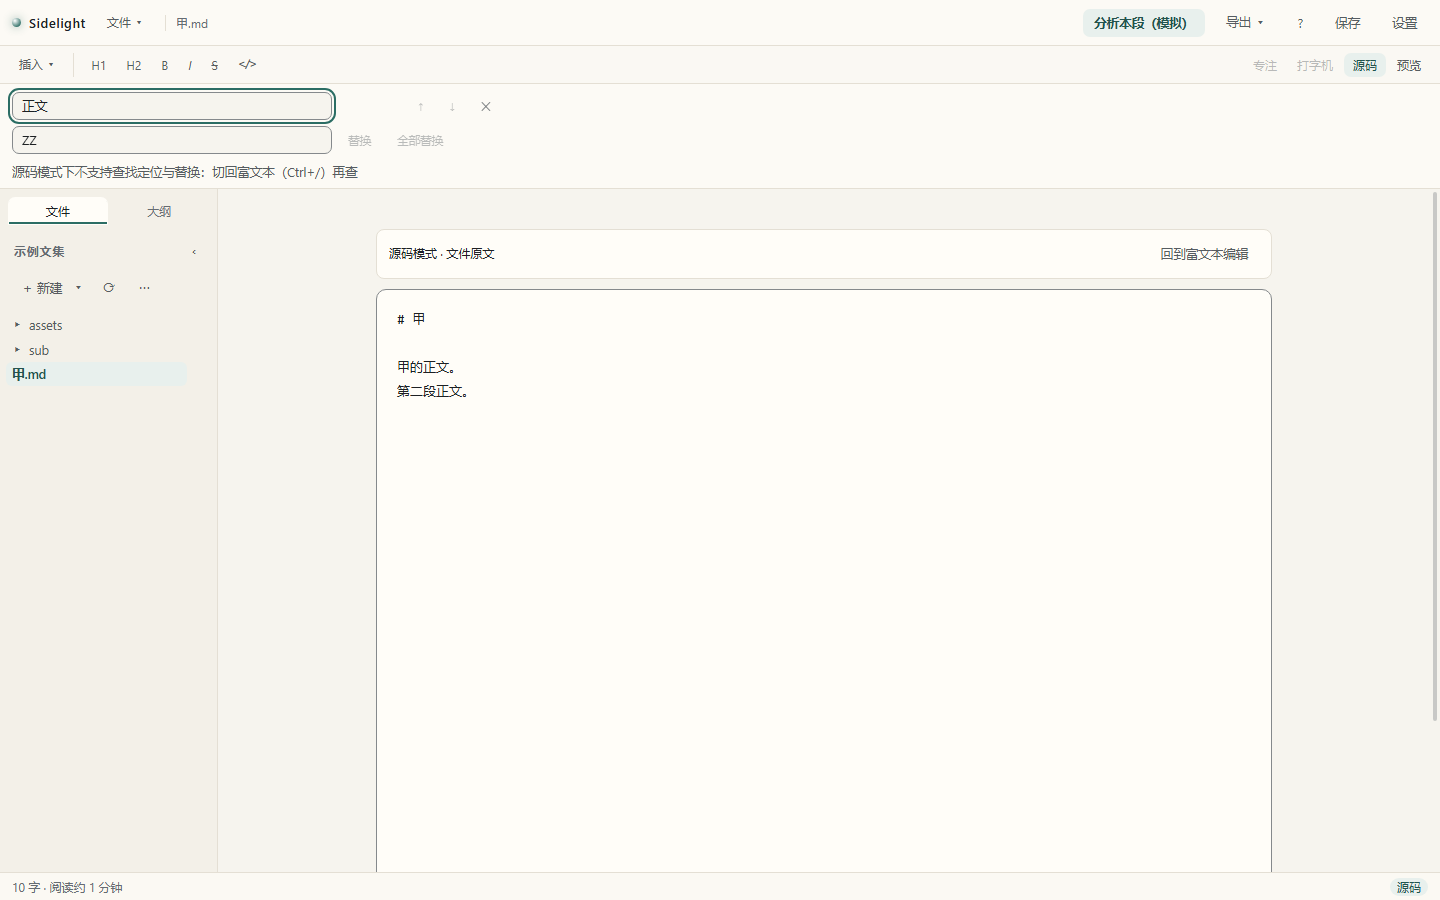 Sidelight 文件 ▾ 甲.md 分析本段（模拟） 导出 ▾ ? 保存 设置
插入 ▾ H1 H2 B I S </> 专注 打字机 源码 预览
正文 ↑ ↓ ×
ZZ 替换 全部替换
源码模式下不支持查找定位与替换：切回富文本（Ctrl+/）再查
文件 大纲
示例文集 ‹
+ 新建 ▾ ⟳ ···
▸ assets
▸ sub
甲.md
源码模式 · 文件原文 回到富文本编辑
# 甲
甲的正文。
第二段正文。
10 字 · 阅读约 1 分钟 源码